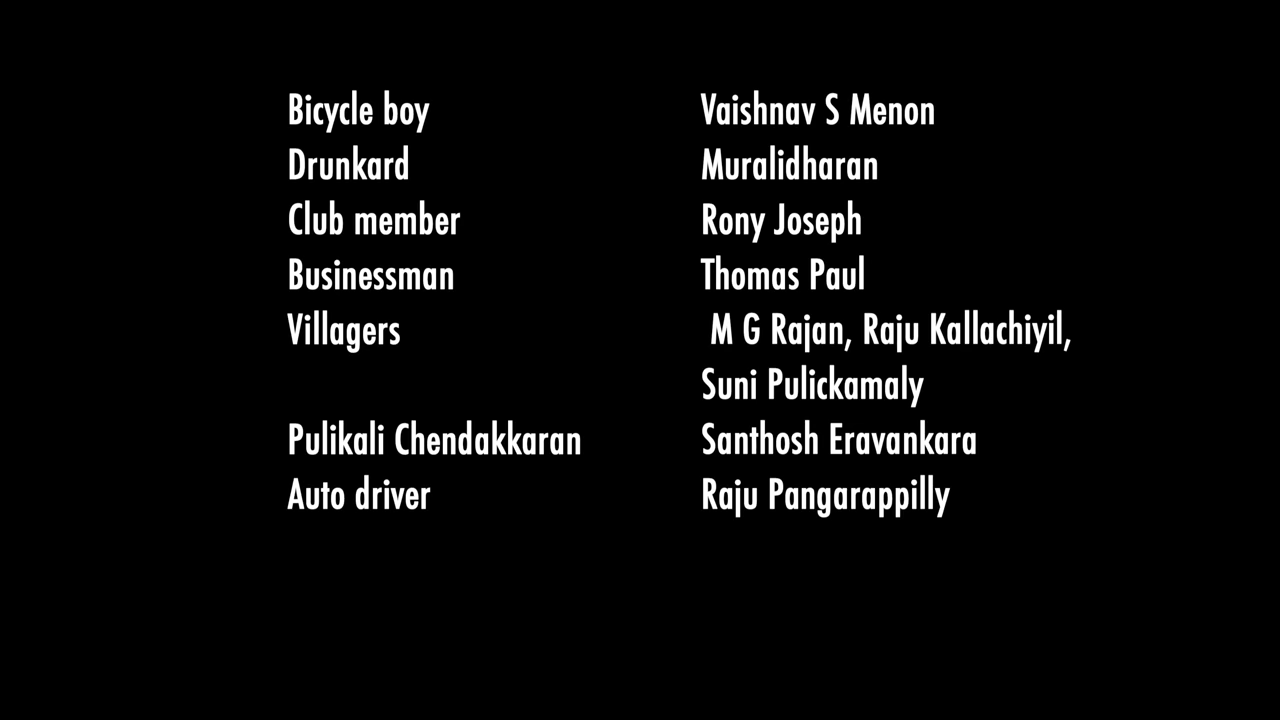 Bicycle boy Vaishnav S Menon
Drunkard Muralidharan
Club member Rony Joseph
Businessman Thomas Paul
Villagers M G Rajan, Raju Kallachiyil,
Suni Pulickamaly
Pulikali Chendakkaran Santhosh Eravankara
Auto driver Raju Pangarappilly